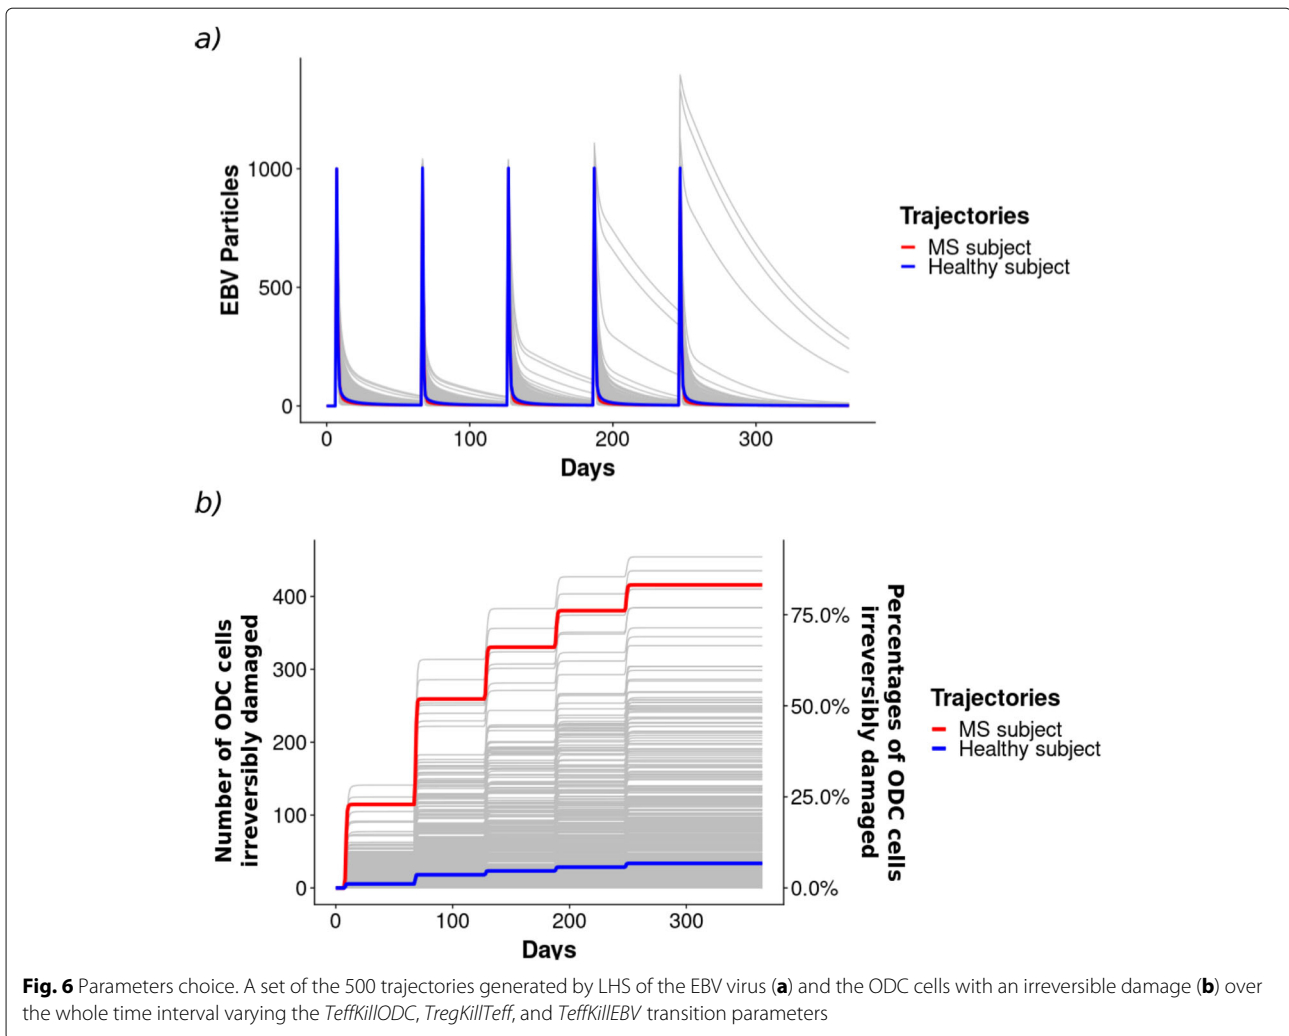 a)
EBV Particles
1000
500
0
0
100
200
300
Days
Trajectories
MS subject
Healthy subject
b)
Number of ODC cells
irreversibly damaged
400
300
200
100
0
75.0%
50.0%
25.0%
0.0%
Percentages of ODC cells
irreversibly damaged
0
100
200
300
Days
Trajectories
MS subject
Healthy subject
Fig. 6 Parameters choice. A set of the 500 trajectories generated by LHS of the EBV virus (a) and the ODC cells with an irreversible damage (b) over
the whole time interval varying the TeffKillODC, TregKillTeff, and TeffKillEBV transition parameters